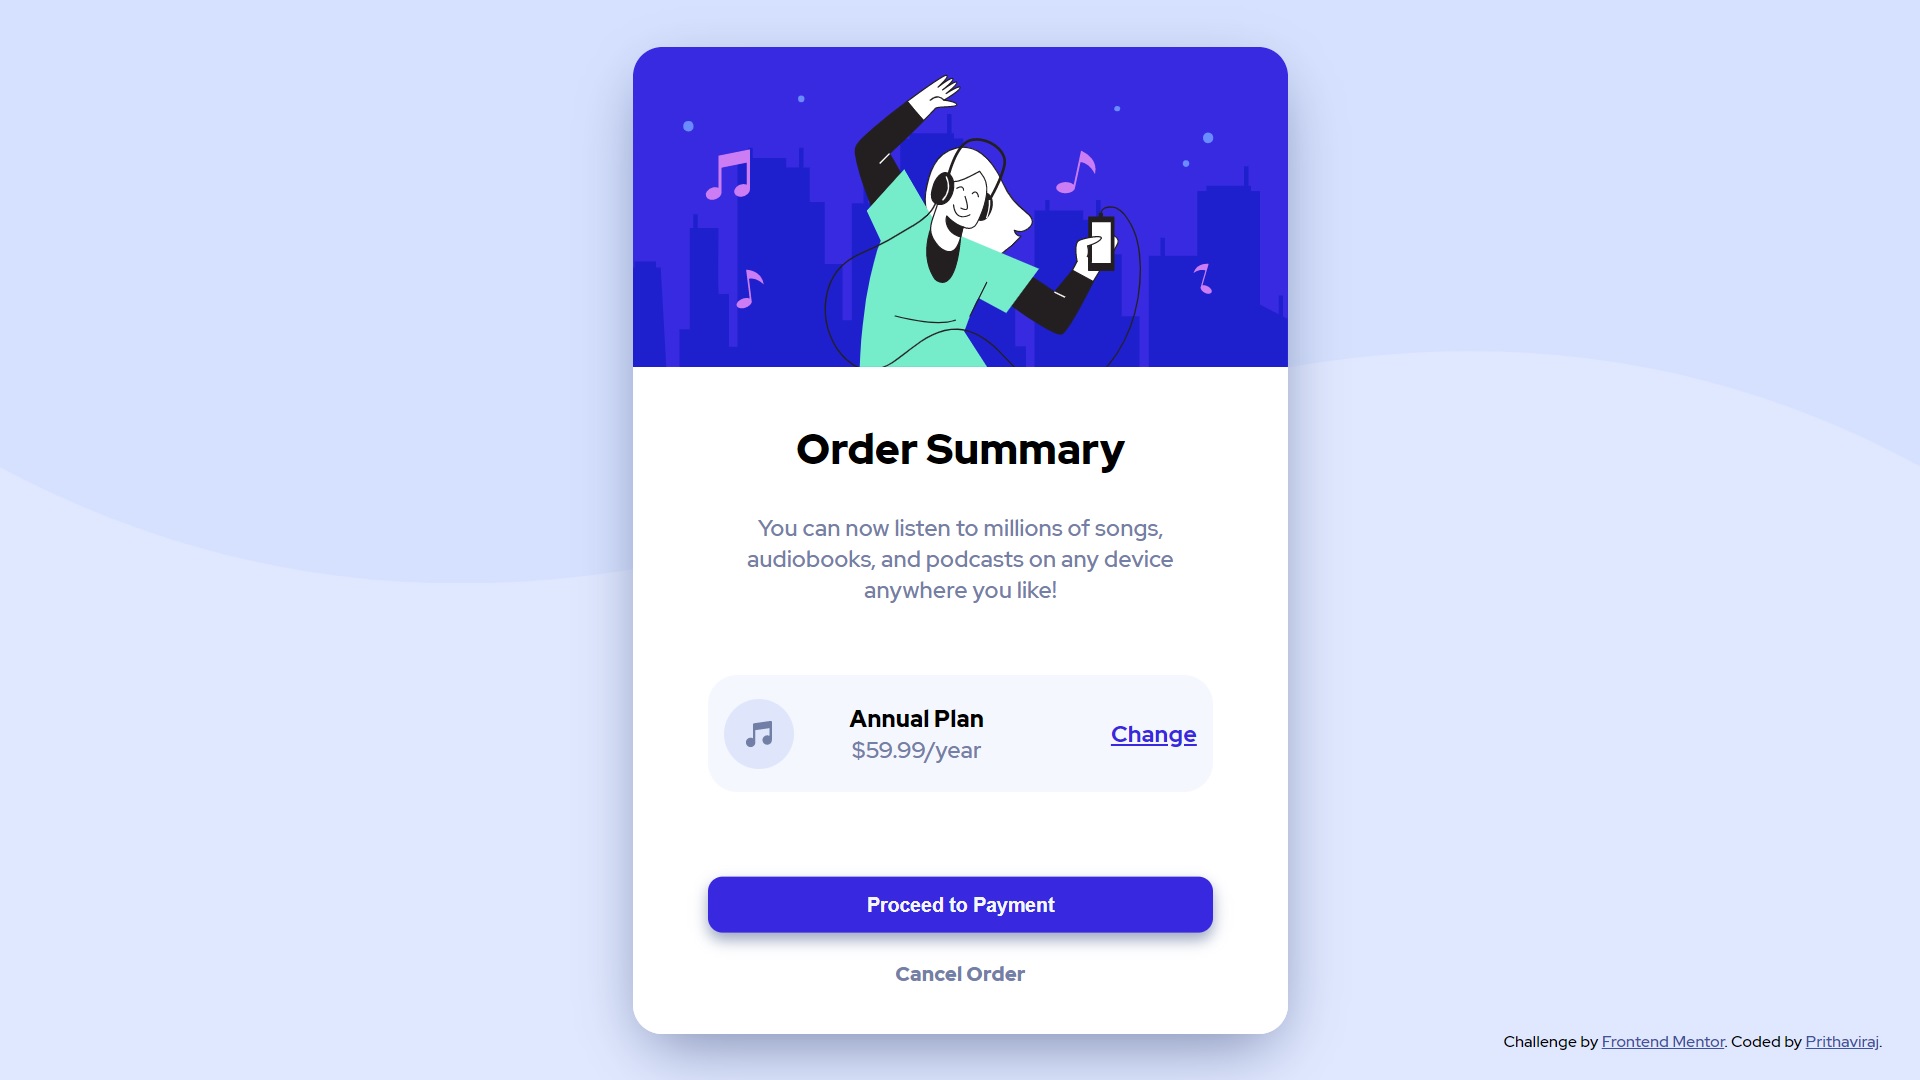 Order Summary
You can now listen to millions of songs,
audiobooks, and podcasts on any device
anywhere you like!
Annual Plan
$59.99/year
Change
Proceed to Payment
Cancel Order
Challenge by Frontend Mentor. Coded by Prithaviraj.